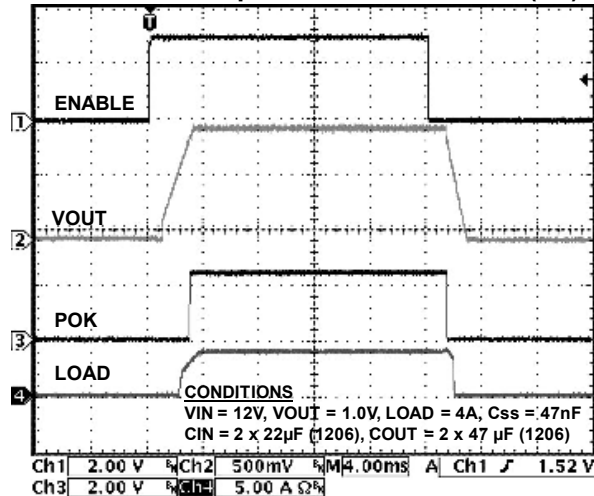 T
ENABLE
1
VOUT
2
POK
3
LOAD
4
CONDITIONS
VIN = 12V, VOUT = 1.0V, LOAD = 4A, Css = 47nF
CIN = 2 x 22µF (1206), COUT = 2 x 47 µF (1206)
Ch1 2.00 V Ch2 500mV M 4.00ms A Ch1 1.52 V
Ch3 2.00 V Ch4 5.00 A Ω